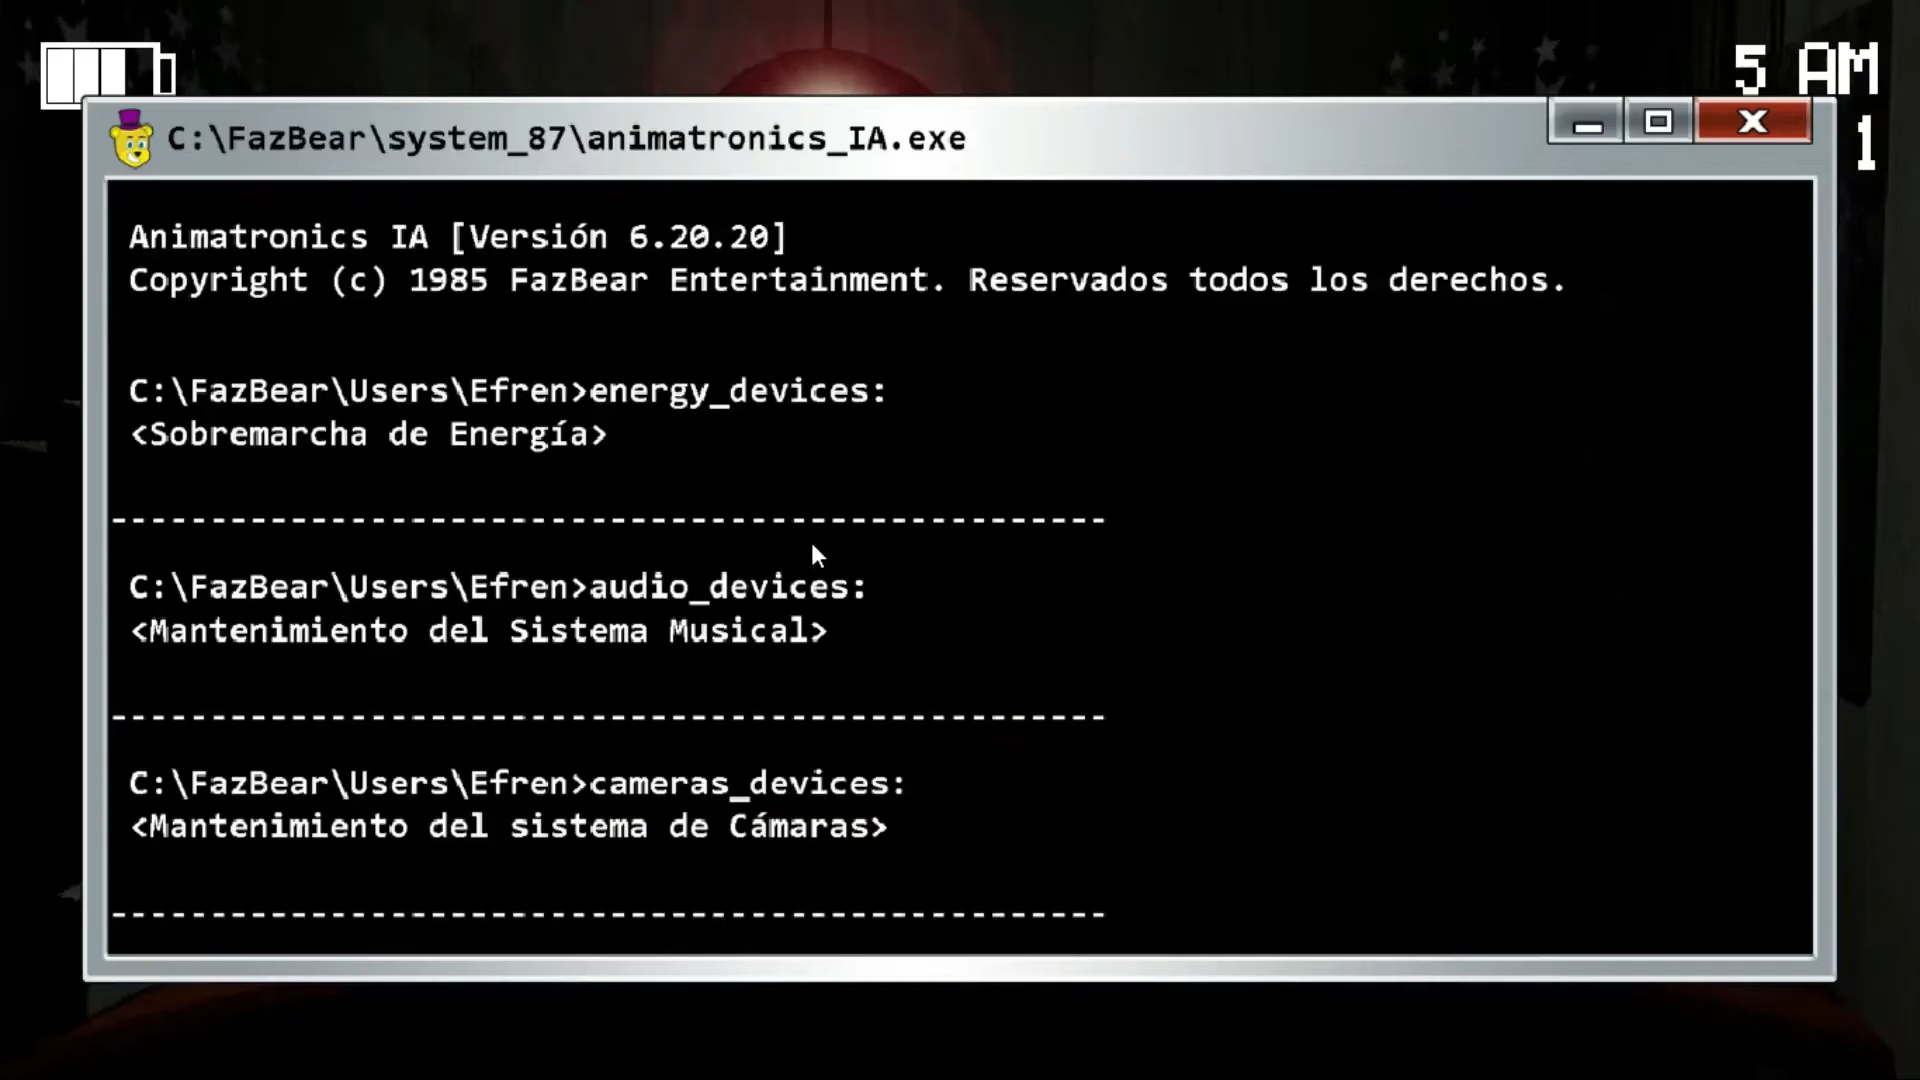 5 AM
1
C:\FazBear\system_87\animatronics_IA.exe
Animatronics IA [Versión 6.20.20]
Copyright (c) 1985 FazBear Entertainment. Reservados todos los derechos.
C:\FazBear\Users\Efren>energy_devices:
<Sobremarcha de Energía>
--------------------------------------------------
C:\FazBear\Users\Efren>audio_devices:
<Mantenimiento del Sistema Musical>
--------------------------------------------------
C:\FazBear\Users\Efren>cameras_devices:
<Mantenimiento del sistema de Cámaras>
--------------------------------------------------